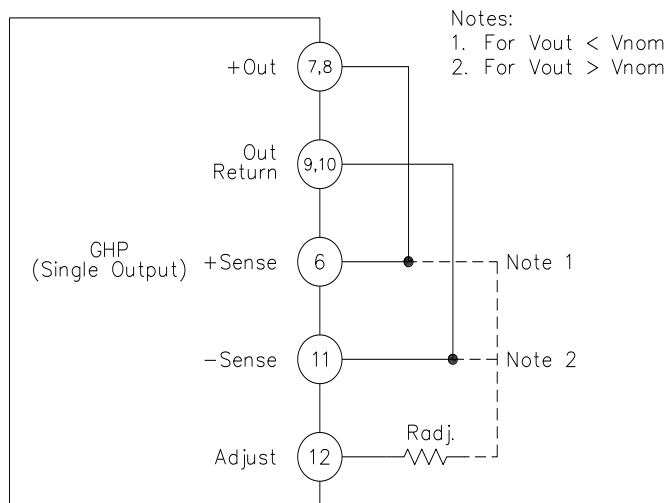 Notes:
1. For Vout < Vnom
2. For Vout > Vnom
+Out
7,8
Out
Return
9,10
GHP
(Single Output)
+Sense
6
Note 1
-Sense
11
Note 2
Adjust
12
Radj.